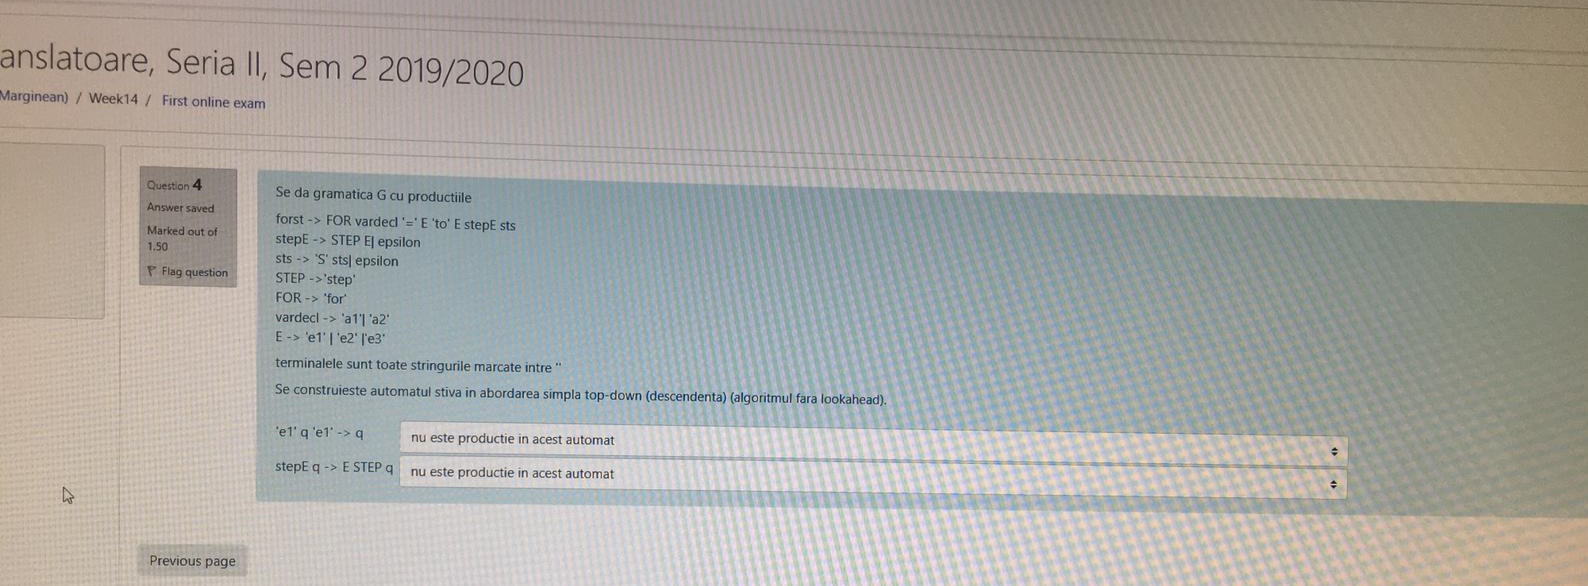 anslatoare, Seria II, Sem 2 2019/2020
Marginean) / Week14 / First online exam
Question 4
Answer saved
Marked out of
1.50
Flag question
Se da gramatica G cu productiile
forst -> FOR vardecl '=' E 'to' E stepE sts
stepE -> STEP E| epsilon
sts -> 'S' sts| epsilon
STEP ->'step'
FOR -> 'for'
vardecl -> 'a1'| 'a2'
E -> 'e1' | 'e2' |'e3'
terminalele sunt toate stringurile marcate intre ''
Se construieste automatul stiva in abordarea simpla top-down (descendenta) (algoritmul fara lookahead).
'e1' q 'e1' -> q nu este productie in acest automat
stepE q -> E STEP q nu este productie in acest automat
Previous page